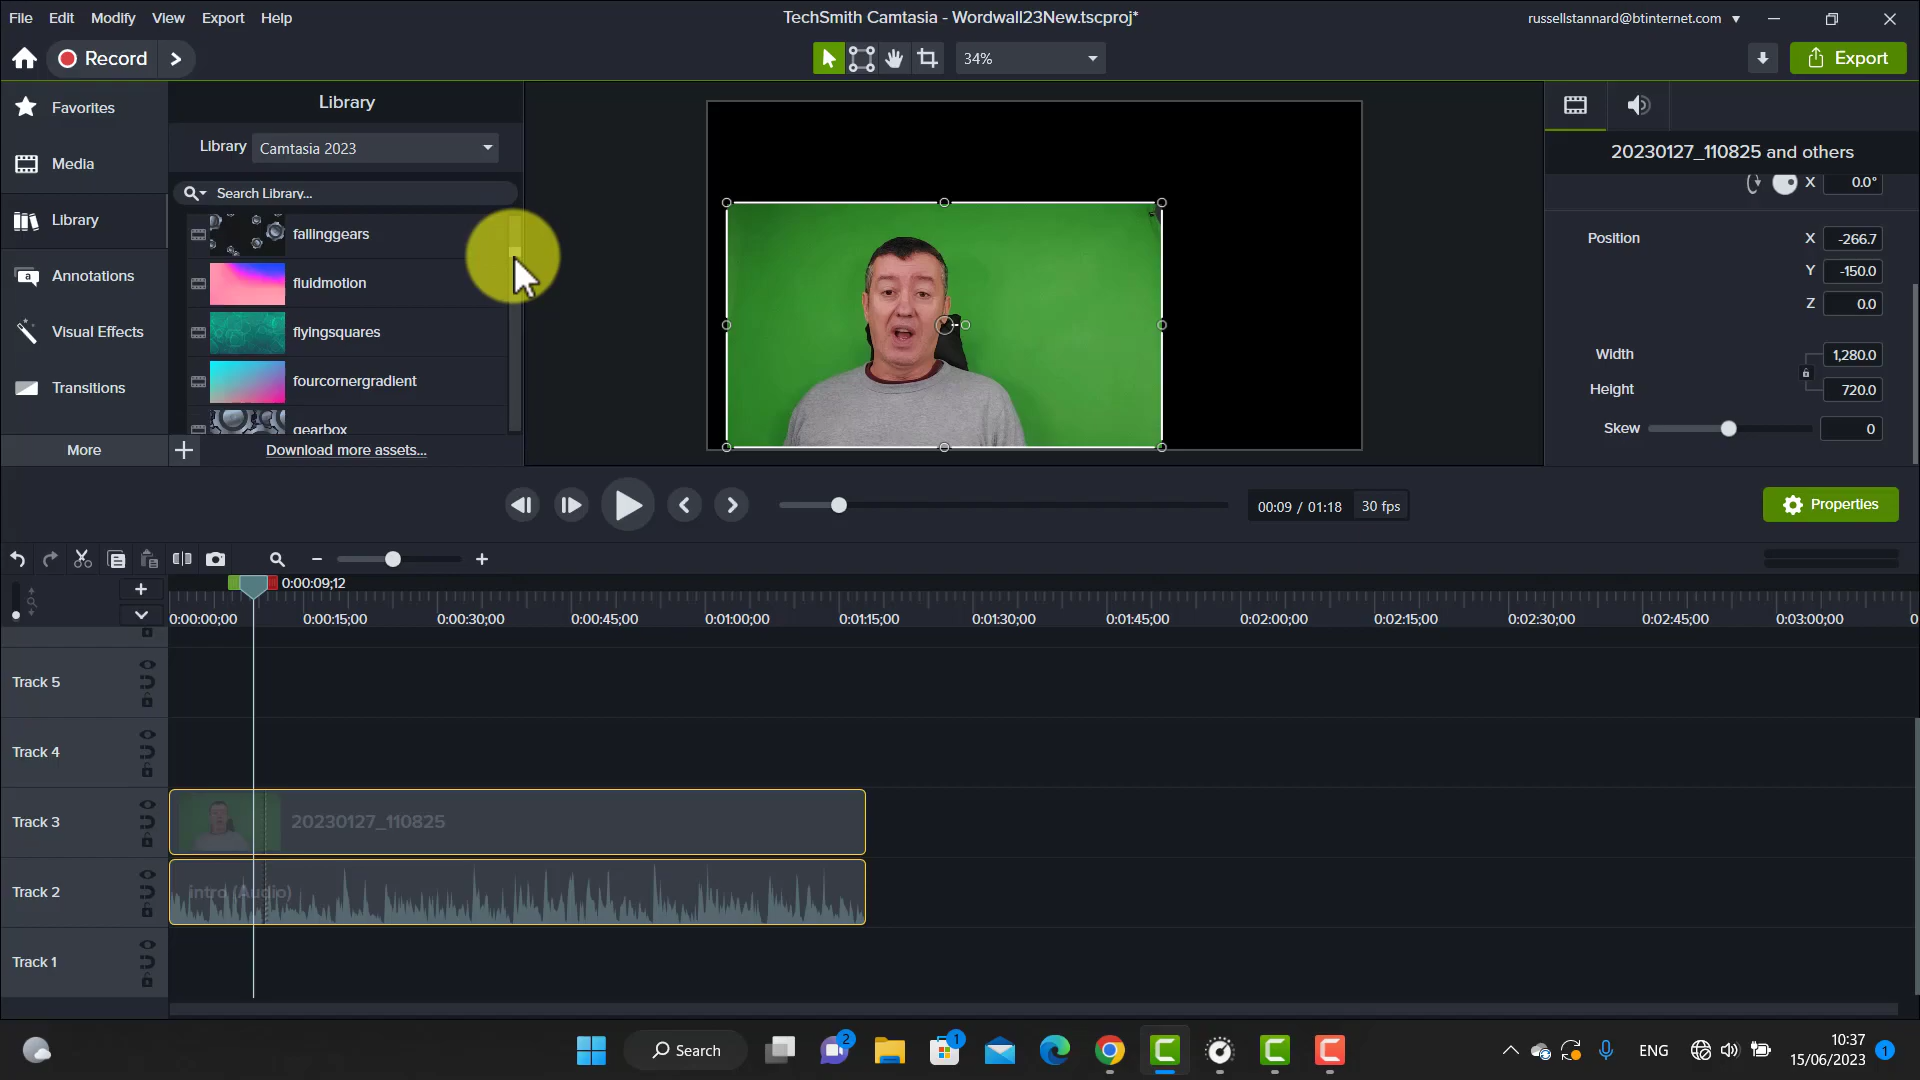 File Edit Modify View Export Help
TechSmith Camtasia - Wordwall23New.tscproj*
russellstannard@btinternet.com
Record
34%
Export
Favorites
Media
Library
Annotations
Visual Effects
Transitions
More
Library
Library Camtasia 2023
Search Library...
fallinggears
fluidmotion
flyingsquares
fourcornergradient
gearbox
Download more assets...
20230127_110825 and others
X 0.0°
Position X -266.7
Y -150.0
Z 0.0
Width 1,280.0
Height 720.0
Skew 0
00:09 / 01:18 30 fps
Properties
0:00:09;12
0:00:00;00 0:00:15;00 0:00:30;00 0:00:45;00 0:01:00;00 0:01:15;00 0:01:30;00 0:01:45;00 0:02:00;00 0:02:15;00 0:02:30;00 0:02:45;00 0:03:00;00 0
Track 5
Track 4
Track 3
20230127_110825
Track 2
intro (Audio)
Track 1
Search
2
1
ENG
10:37
15/06/2023
1